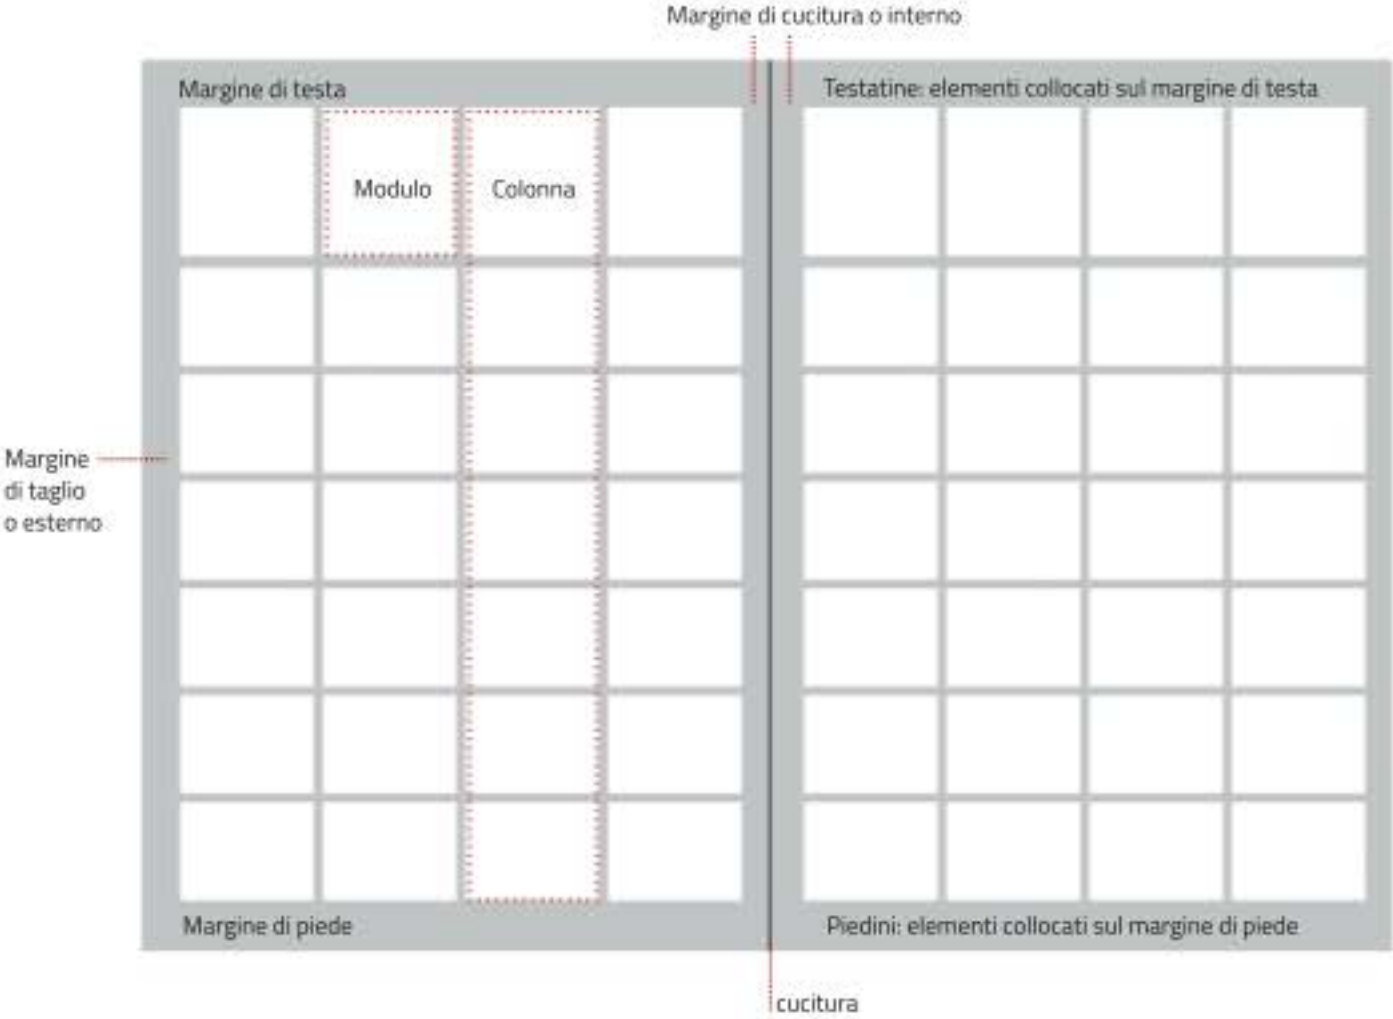 Margine di cucitura o interno
Margine di testa
Testatine: elementi collocati sul margine di testa
Modulo
Colonna
Margine
di taglio
o esterno
Margine di piede
Piedini: elementi collocati sul margine di piede
cucitura